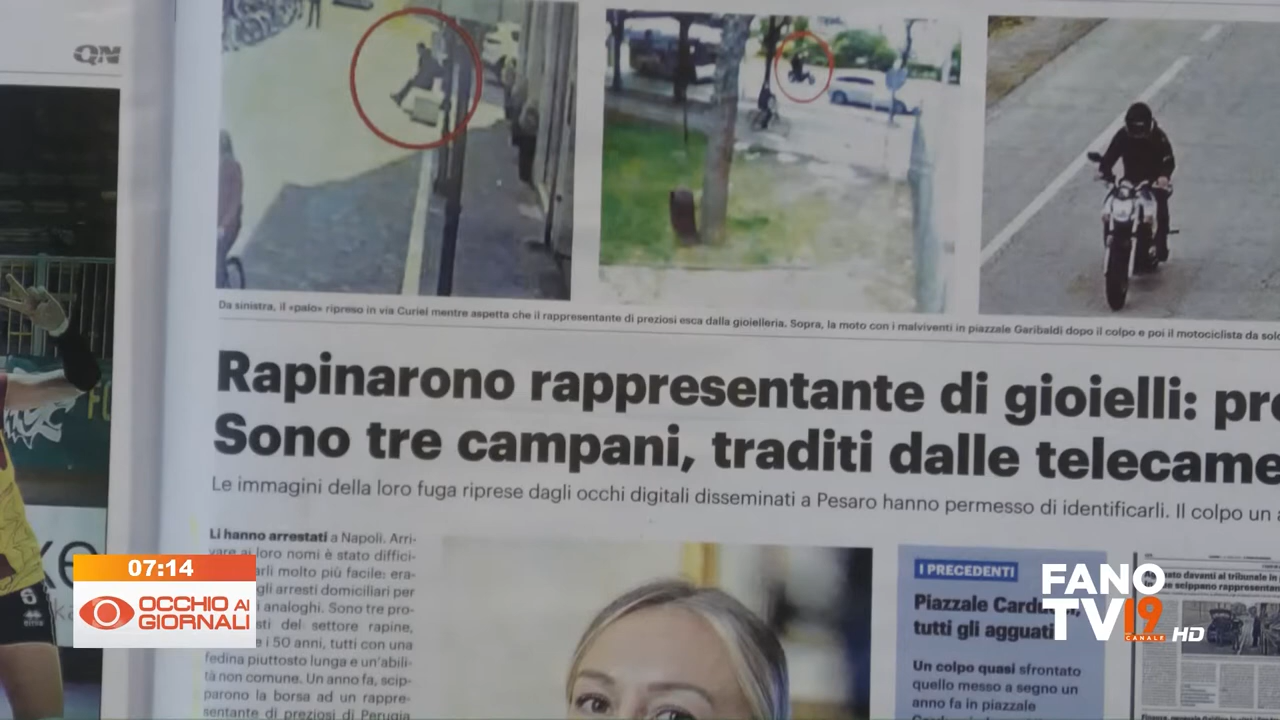 QN
Da sinistra, il «palo» ripreso in via Curiel mentre aspetta che il rappresentante di preziosi esca dalla gioielleria. Sopra, la moto con i malviventi in piazzale Garibaldi dopo il colpo e poi il motociclista da solo
Rapinarono rappresentante di gioielli:
Sono tre campani, traditi dalle
Le immagini della loro fuga riprese dagli occhi digitali disseminati a Pesaro hanno permesso di identificarli. Il colpo un
Li hanno arrestati a Napoli. Arri-
vare ai loro nomi è stato diffici-
molto più facile: era-
gli arresti domiciliari per
analoghi. Sono tre pro-
del settore rapine,
i 50 anni, tutti con una
fedina piuttosto lunga e un'abili-
tà non comune. Un anno fa, scip-
parono la borsa ad un rappre-
sentante di preziosi di Perugia
I PRECEDENTI
Piazzale
tutti gli agguati
Un colpo quasi sfrontato
quello messo a segno un
anno fa in piazzale
davanti al tribunale in
scippano
07:14
OCCHIO AI
GIORNALI
FANO
TV19
CANALE
HD